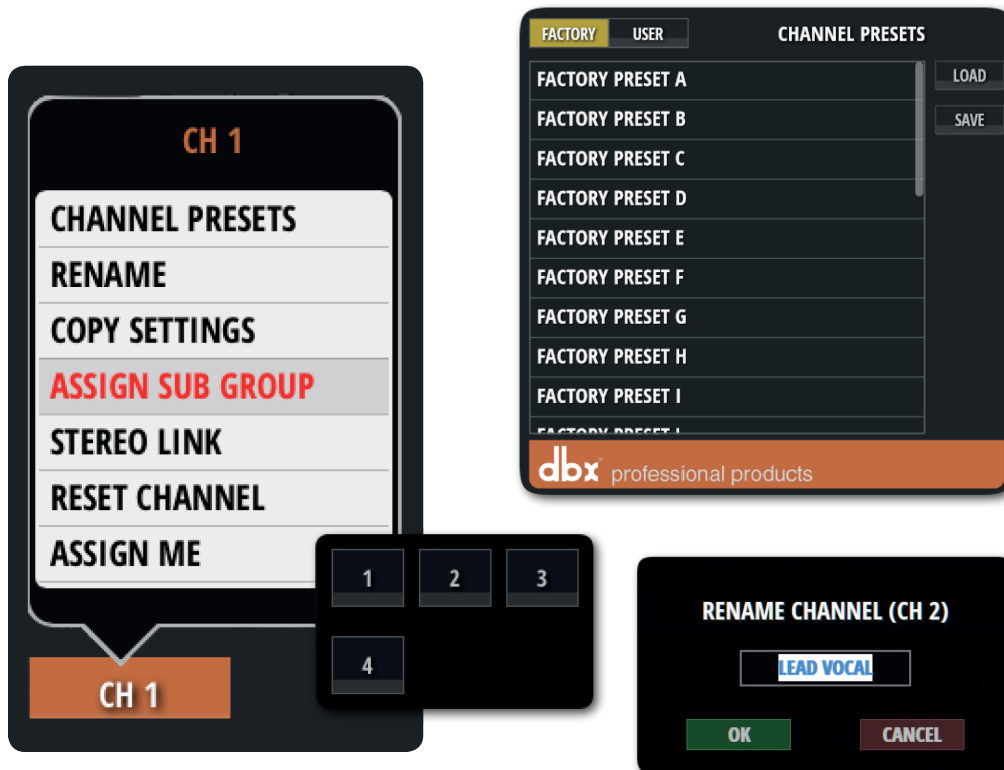 CH 1
CHANNEL PRESETS
RENAME
COPY SETTINGS
ASSIGN SUB GROUP
STEREO LINK
RESET CHANNEL
ASSIGN ME
CH 1
1 2 3
4
FACTORY USER CHANNEL PRESETS
LOAD
SAVE
FACTORY PRESET A
FACTORY PRESET B
FACTORY PRESET C
FACTORY PRESET D
FACTORY PRESET E
FACTORY PRESET F
FACTORY PRESET G
FACTORY PRESET H
FACTORY PRESET I
FACTORY PRESET
dbx professional products
RENAME CHANNEL (CH 2)
LEAD VOCAL
OK CANCEL